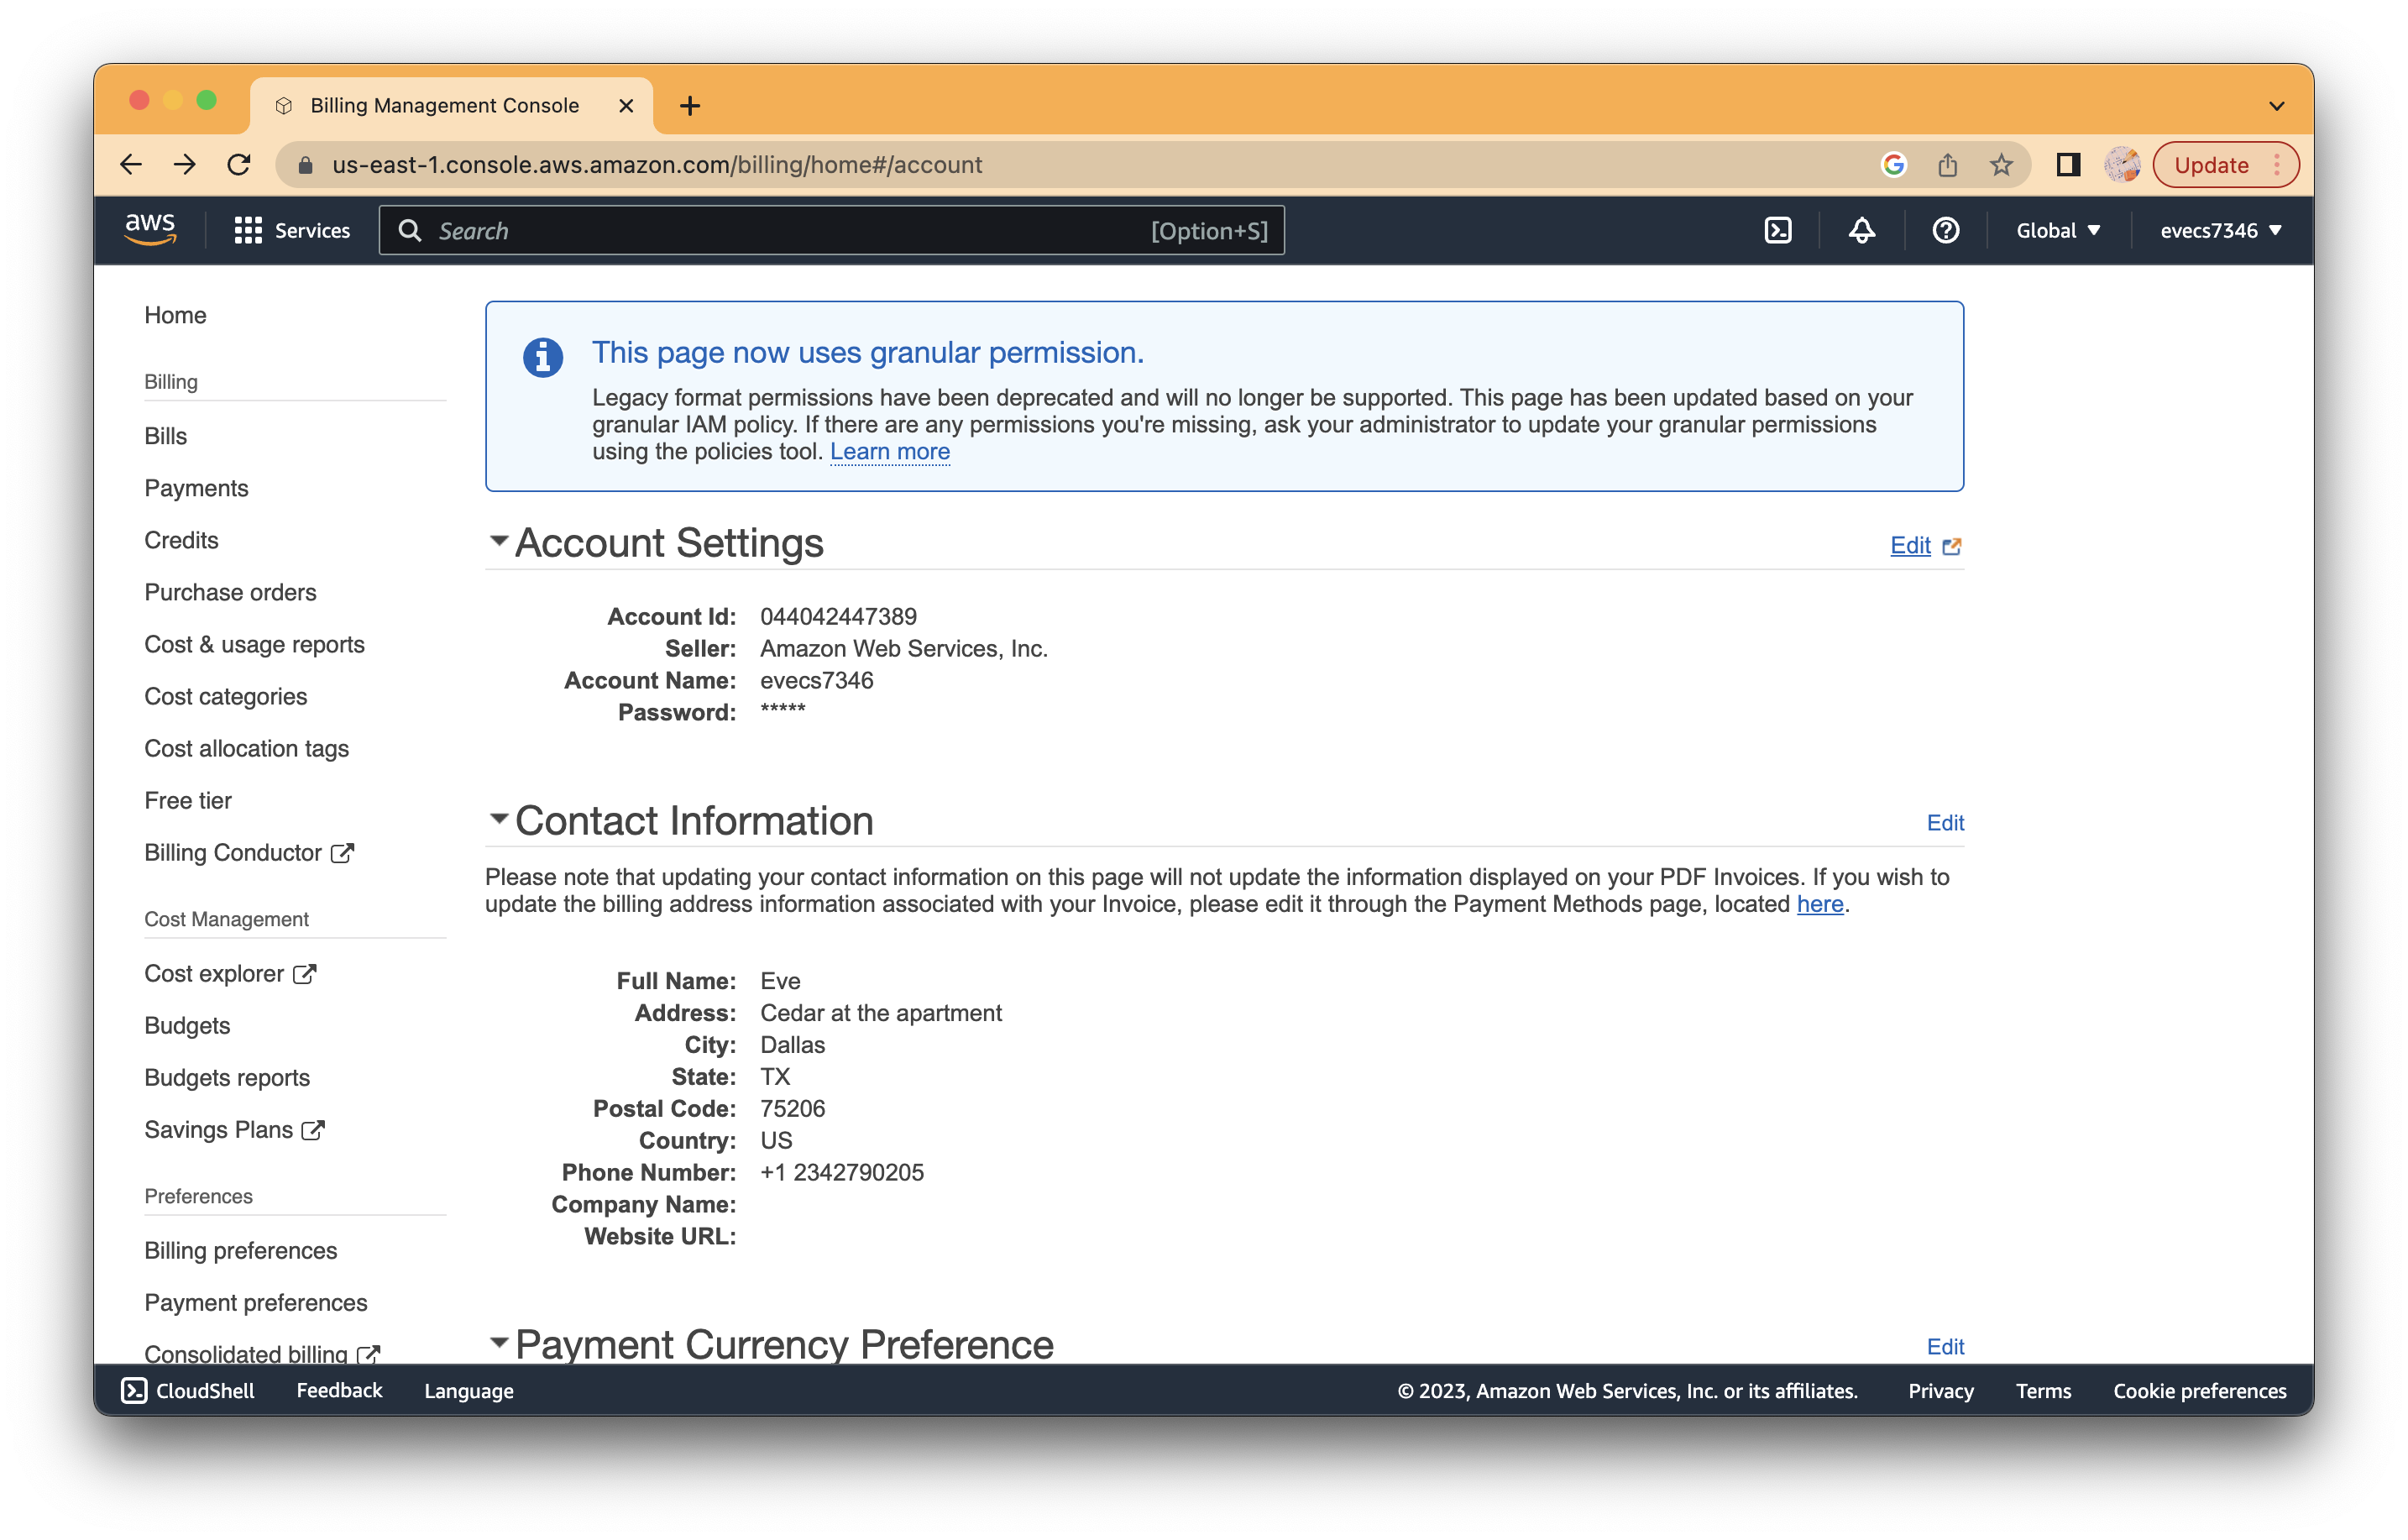 Billing Management Console
us-east-1.console.aws.amazon.com/billing/home#/account
Update
aws
Services
Search
[Option+S]
Global
evecs7346
Home
Billing
Bills
Payments
Credits
Purchase orders
Cost & usage reports
Cost categories
Cost allocation tags
Free tier
Billing Conductor
Cost Management
Cost explorer
Budgets
Budgets reports
Savings Plans
Preferences
Billing preferences
Payment preferences
Consolidated billing
This page now uses granular permission.
Legacy format permissions have been deprecated and will no longer be supported. This page has been updated based on your
granular IAM policy. If there are any permissions you're missing, ask your administrator to update your granular permissions
using the policies tool. Learn more
Account Settings
Edit
Account Id: 044042447389
Seller: Amazon Web Services, Inc.
Account Name: evecs7346
Password: *****
Contact Information
Edit
Please note that updating your contact information on this page will not update the information displayed on your PDF Invoices. If you wish to
update the billing address information associated with your Invoice, please edit it through the Payment Methods page, located here.
Full Name: Eve
Address: Cedar at the apartment
City: Dallas
State: TX
Postal Code: 75206
Country: US
Phone Number: +1 2342790205
Company Name:
Website URL:
Payment Currency Preference
Edit
CloudShell
Feedback
Language
© 2023, Amazon Web Services, Inc. or its affiliates.
Privacy
Terms
Cookie preferences